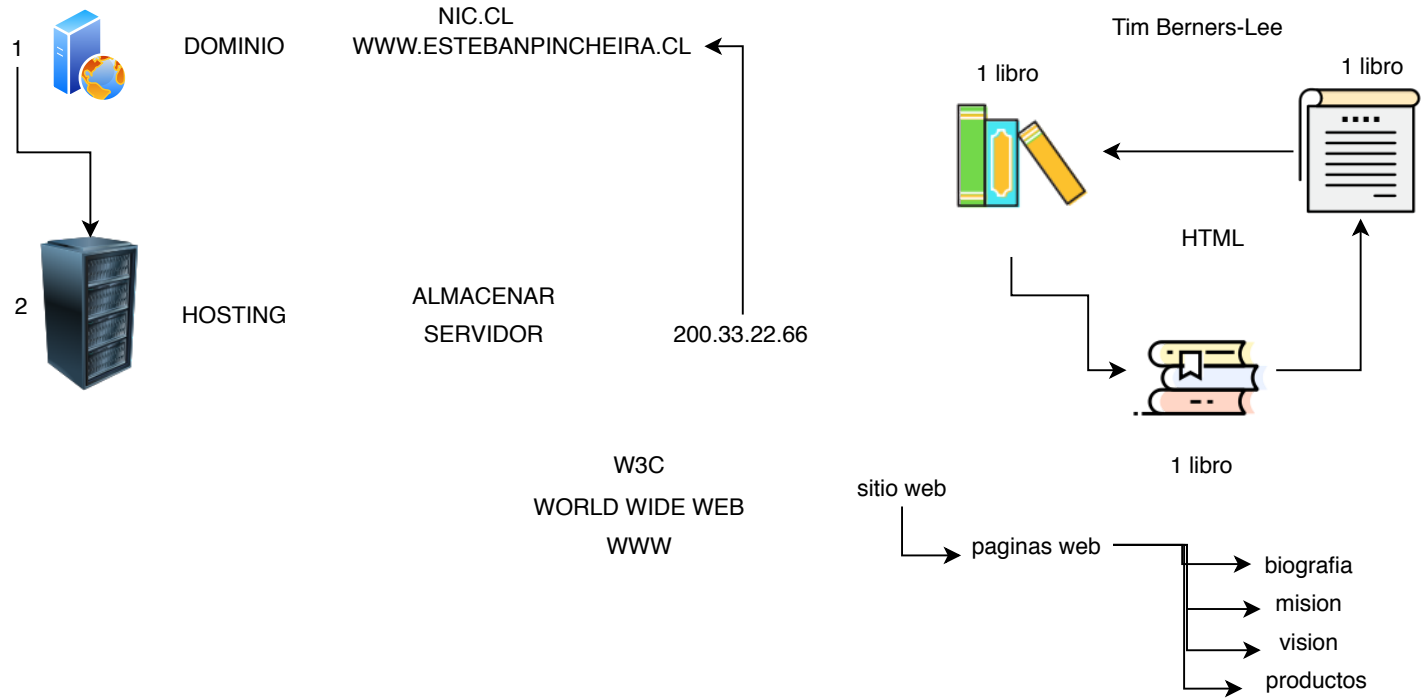 1
DOMINIO
NIC.CL
WWW.ESTEBANPINCHEIRA.CL
2
HOSTING
ALMACENAR
SERVIDOR
200.33.22.66
Tim Berners-Lee
1 libro
1 libro
HTML
1 libro
W3C
WORLD WIDE WEB
WWW
sitio web
paginas web
biografia
mision
vision
productos